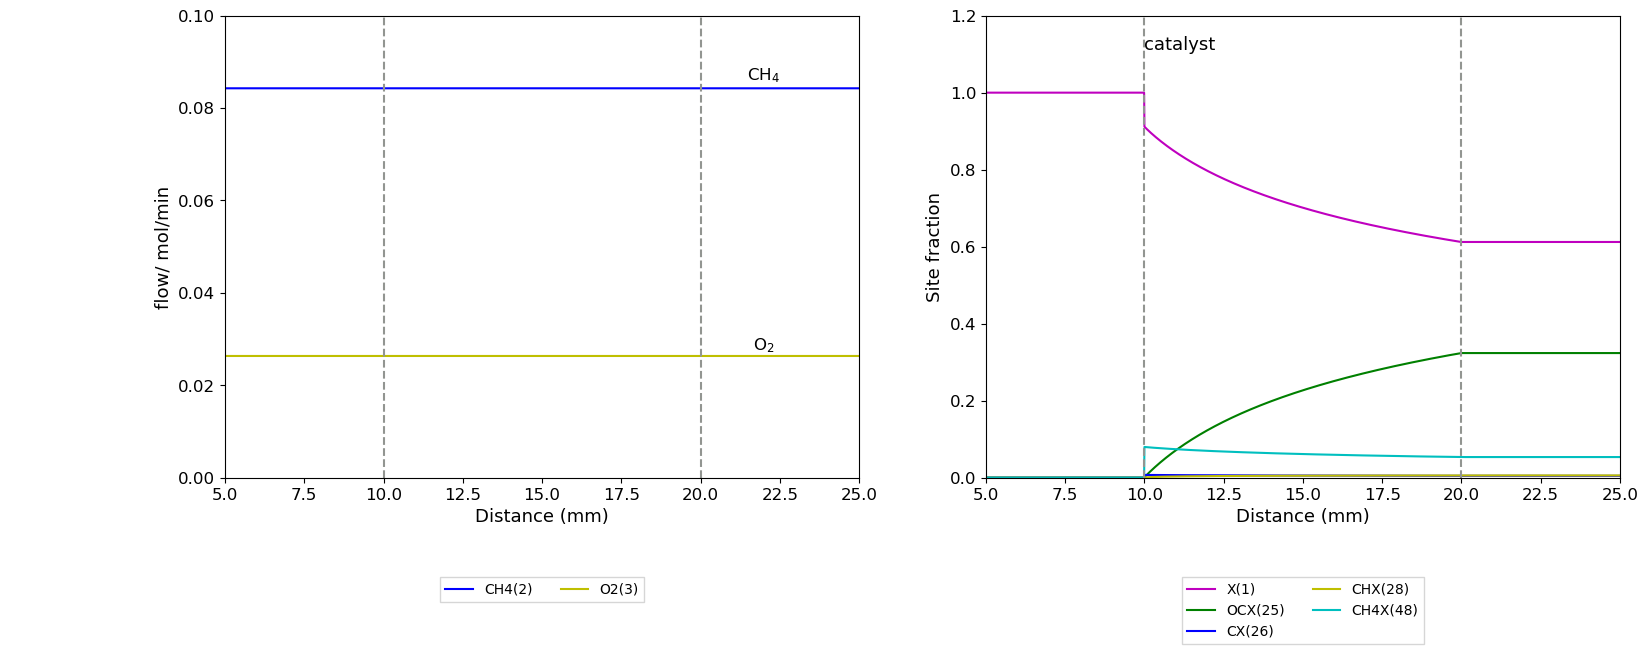 0.10
0.08
0.06
0.04
0.02
0.00
flow/ mol/min
CH₄
O₂
5.0 7.5 10.0 12.5 15.0 17.5 20.0 22.5 25.0
Distance (mm)
CH4(2) O2(3)
1.2
1.0
0.8
0.6
0.4
0.2
0.0
Site fraction
catalyst
5.0 7.5 10.0 12.5 15.0 17.5 20.0 22.5 25.0
Distance (mm)
X(1) CHX(28)
OCX(25) CH4X(48)
CX(26)